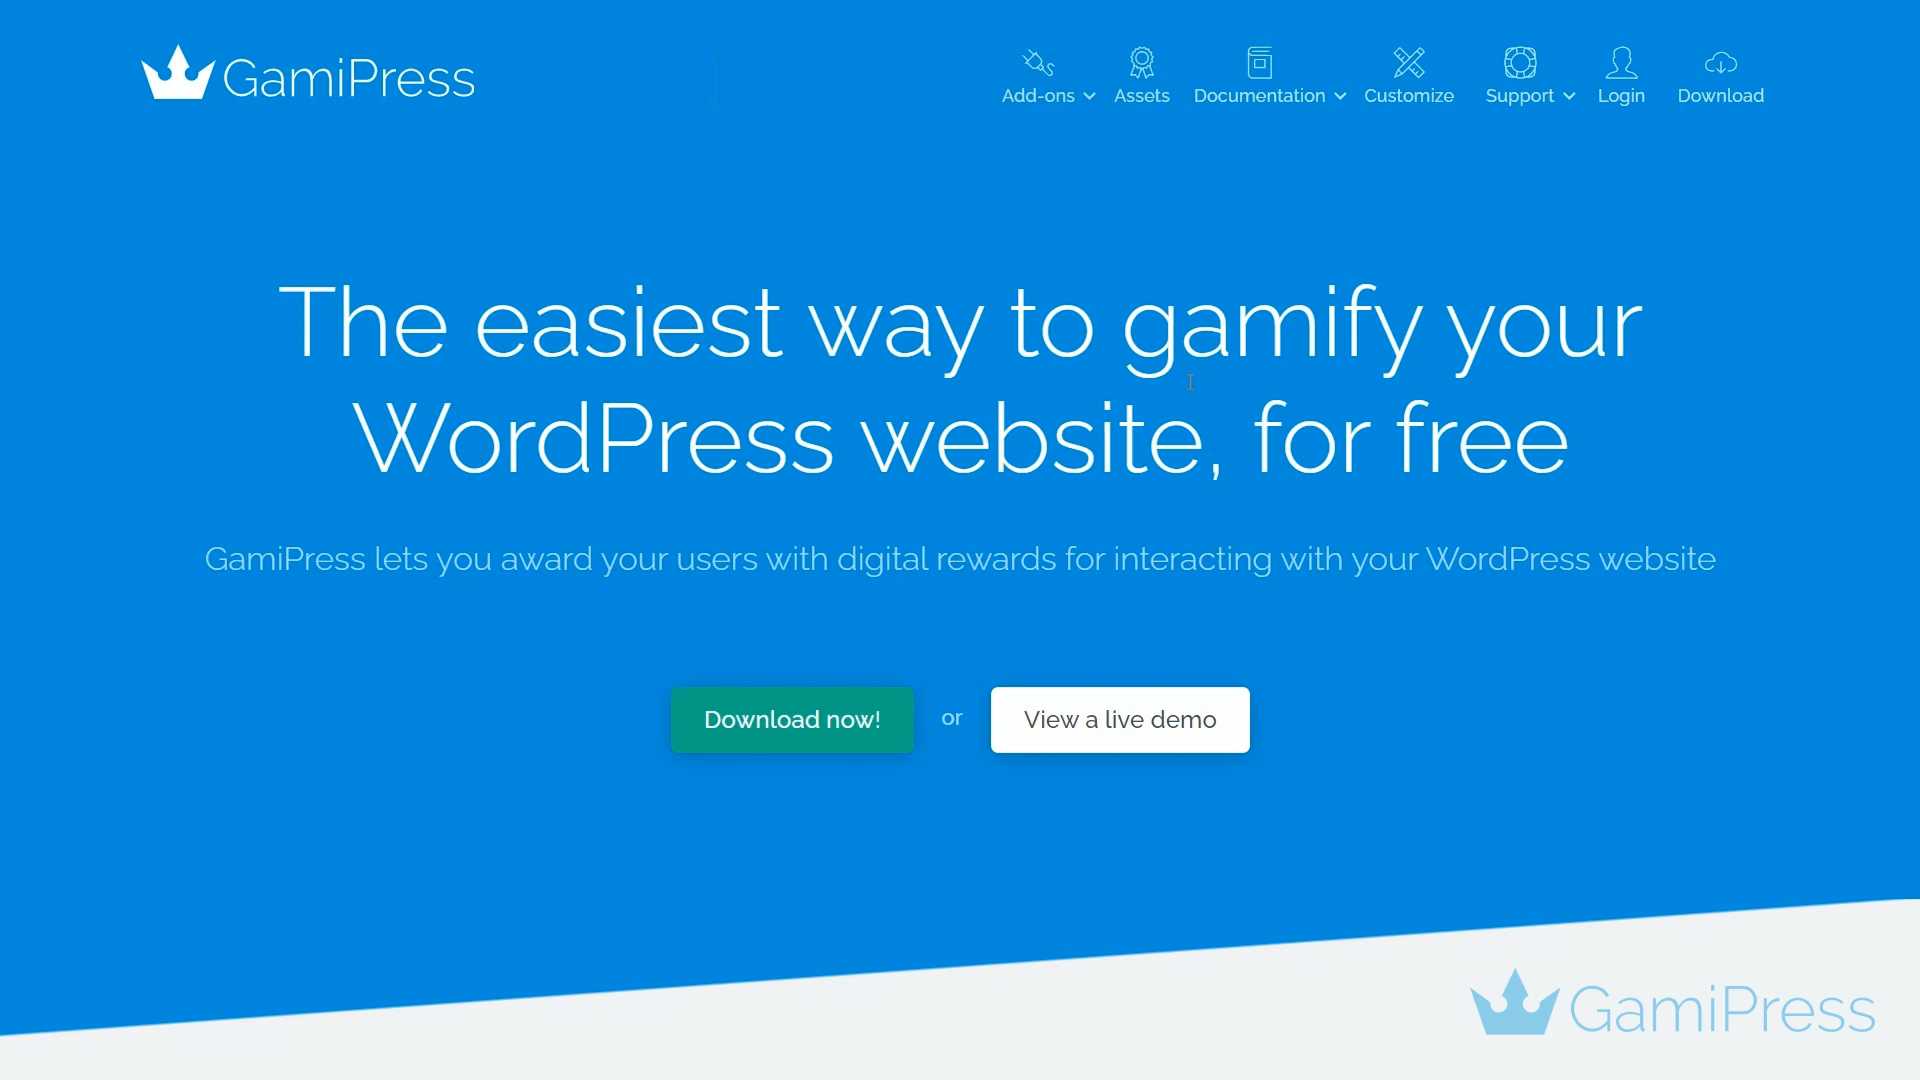 GamiPress
Add-ons
Assets
Documentation
Customize
Support
Login
Download
The easiest way to gamify your
WordPress website, for free
GamiPress lets you award your users with digital rewards for interacting with your WordPress website
Download now!
or
View a live demo
GamiPress